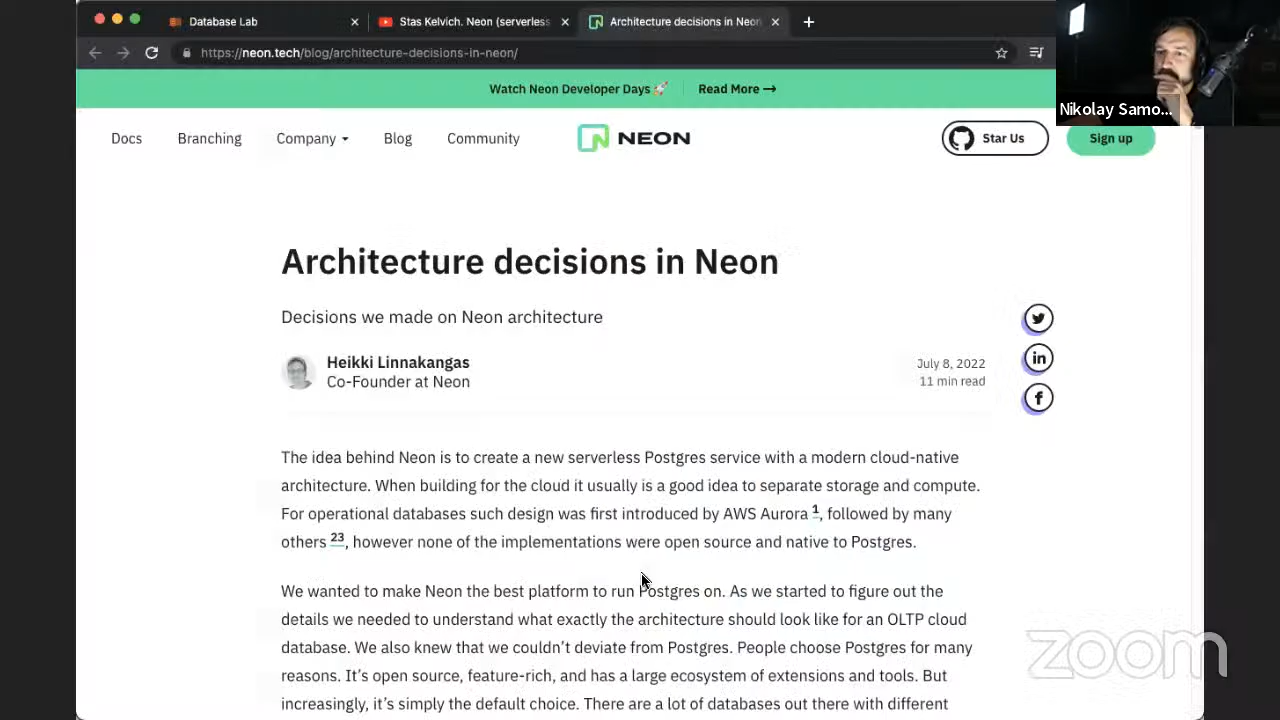 Database Lab
Stas Kelvich. Neon (serverless
Architecture decisions in Neon
https://neon.tech/blog/architecture-decisions-in-neon/
Watch Neon Developer Days 🚀 Read More →
Nikolay Samo...
Docs Branching Company Blog Community NEON Star Us Sign up
Architecture decisions in Neon
Decisions we made on Neon architecture
Heikki Linnakangas
Co-Founder at Neon
July 8, 2022
11 min read
The idea behind Neon is to create a new serverless Postgres service with a modern cloud-native
architecture. When building for the cloud it usually is a good idea to separate storage and compute.
For operational databases such design was first introduced by AWS Aurora 1, followed by many
others 23, however none of the implementations were open source and native to Postgres.
We wanted to make Neon the best platform to run Postgres on. As we started to figure out the
details we needed to understand what exactly the architecture should look like for an OLTP cloud
database. We also knew that we couldn't deviate from Postgres. People choose Postgres for many
reasons. It's open source, feature-rich, and has a large ecosystem of extensions and tools. But
increasingly, it's simply the default choice. There are a lot of databases out there with different
zoom